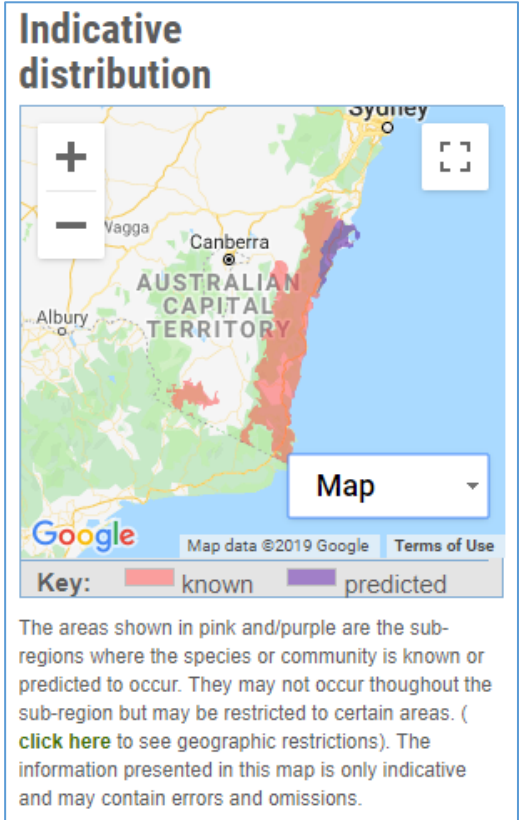 Indicative
distribution
Sydney
+
−
Wagga
Canberra
AUSTRALIAN
CAPITAL
TERRITORY
Albury
Map
Google
Map data ©2019 Google
Terms of Use
Key: known predicted
The areas shown in pink and/purple are the sub-
regions where the species or community is known or
predicted to occur. They may not occur thoughout the
sub-region but may be restricted to certain areas. (
click here to see geographic restrictions). The
information presented in this map is only indicative
and may contain errors and omissions.